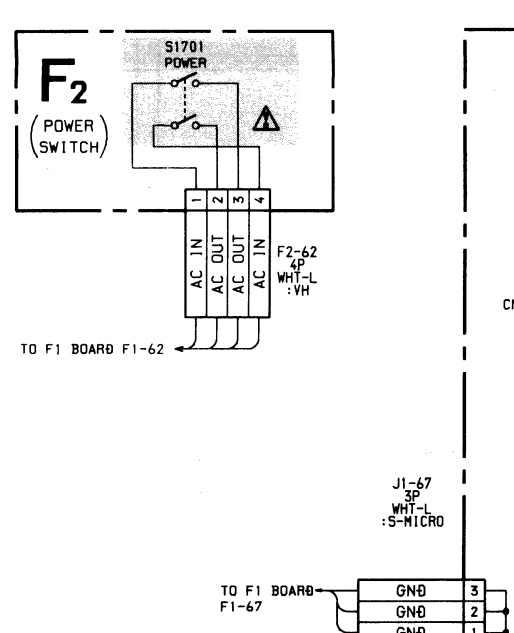 S1701
POWER
F2
(POWER SWITCH)
1 2 3 4
AC IN
AC OUT
AC OUT
AC IN
F2-62
4P
WHT-L
:VH
TO F1 BOARD F1-62
J1-67
3P
WHT-L
:S-MICRO
TO F1 BOARD
F1-67
GND 3
GND 2
GND 1